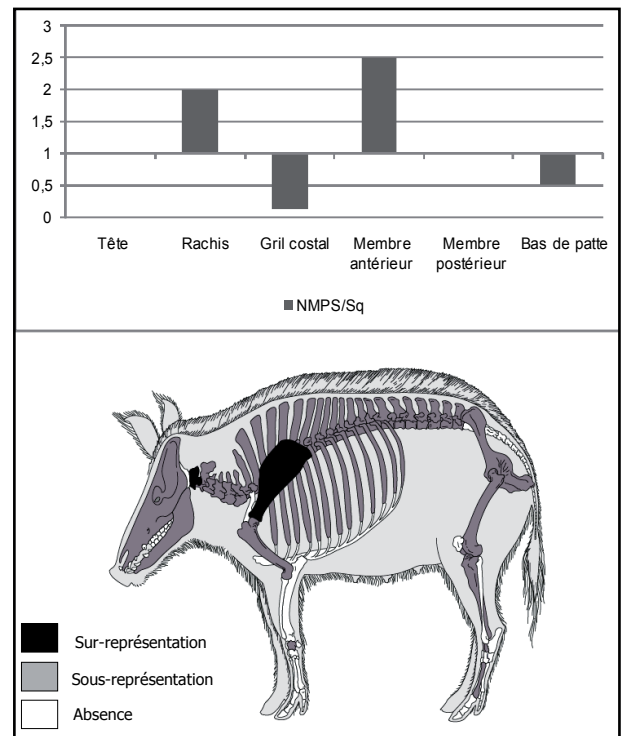 3
2,5
2
1,5
1
0,5
0
Tête Rachis Gril costal Membre antérieur Membre postérieur Bas de patte
NMPS/Sq
Sur-représentation
Sous-représentation
Absence